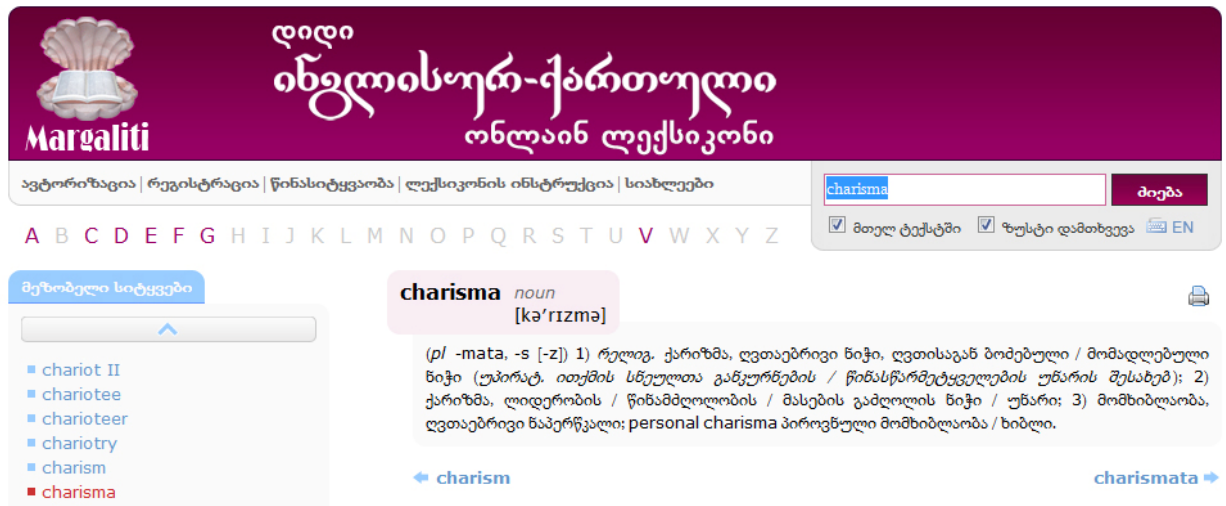 დიდი
ინგლისურ-ქართული
ონლაინ ლექსიკონი
Margaliti
ავტორიზაცია | რეგისტრაცია | წინასიტყვაობა | ლექსიკონის ინსტრუქცია | სიახლეები
charisma
ძიება
მთელ ტექსტში
ზუსტი დამთხვევა
EN
A B C D E F G H I J K L M N O P Q R S T U V W X Y Z
მეზობელი სიტყვები
chariot II
chariotee
charioteer
chariotry
charism
charisma
charisma noun
[kə′rɪzmə]
(pl -mata, -s [-z]) 1) რელიგ. ქარიზმა, ღვთაებრივი ნიჭი, ღვთისაგან ბოძებული / მომადლებული
ნიჭი (უპირატ. ითქმის სნეულთა განკურნების / წინასწარმეტყველების უნარის შესახებ); 2)
ქარიზმა, ლიდერობის / წინამძღოლობის / მასების გაძღოლის ნიჭი / უნარი; 3) მომხიბლაობა,
ღვთაებრივი ნაპერწკალი; personal charisma პიროვნული მომხიბლაობა / ხიბლი.
charism
charismata